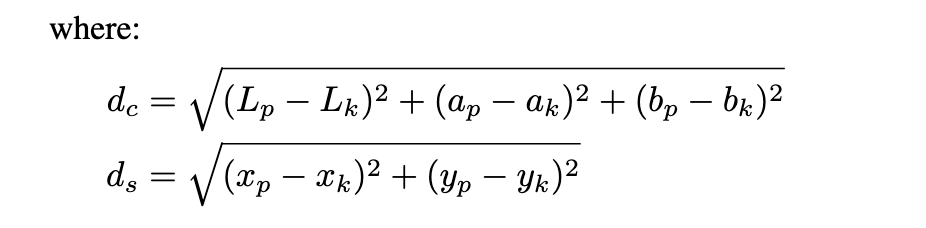 where:
d_c = √((L_p − L_k)² + (a_p − a_k)² + (b_p − b_k)²)
d_s = √((x_p − x_k)² + (y_p − y_k)²)